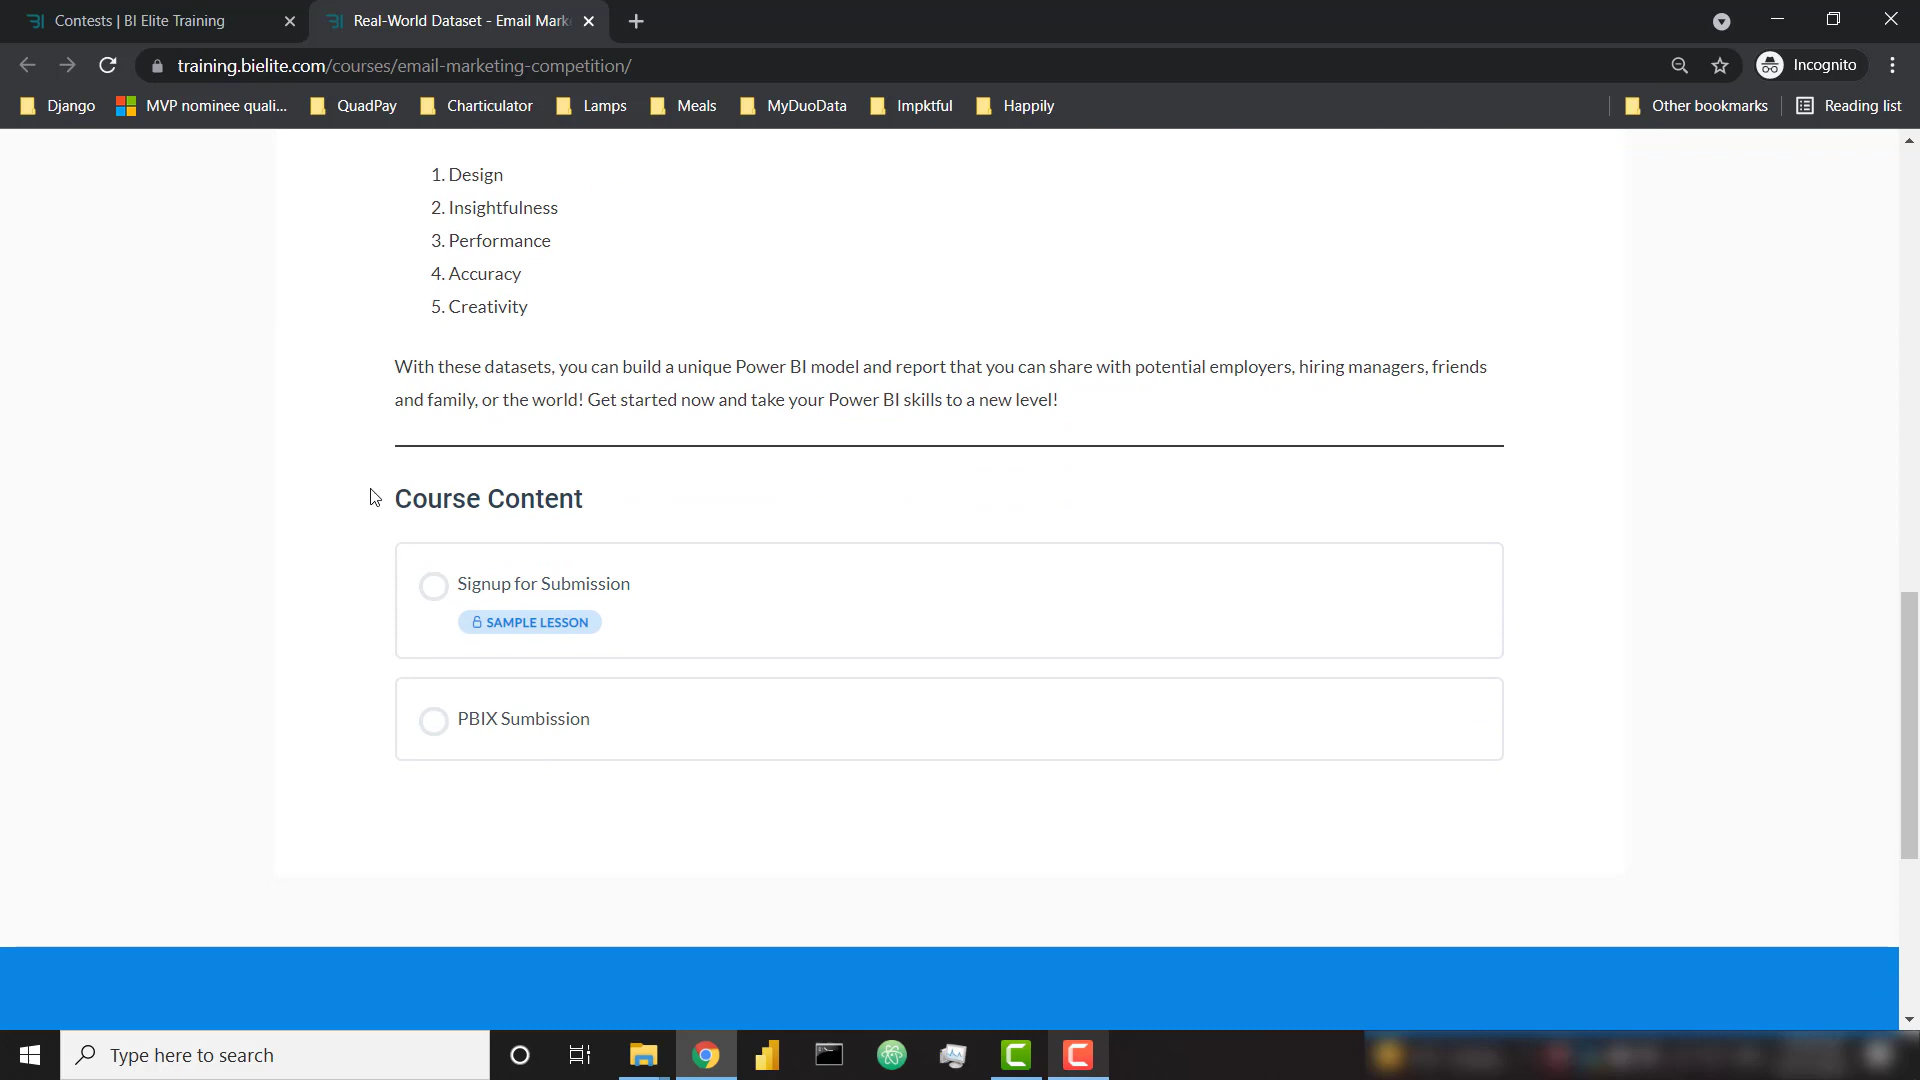 Contests | BI Elite Training
Real-World Dataset - Email Mark
training.bielite.com/courses/email-marketing-competition/
Incognito
Django
MVP nominee quali...
QuadPay
Charticulator
Lamps
Meals
MyDuoData
Impktful
Happily
Other bookmarks
Reading list
1. Design
2. Insightfulness
3. Performance
4. Accuracy
5. Creativity
With these datasets, you can build a unique Power BI model and report that you can share with potential employers, hiring managers, friends
and family, or the world! Get started now and take your Power BI skills to a new level!
Course Content
Signup for Submission
SAMPLE LESSON
PBIX Sumbission
Type here to search